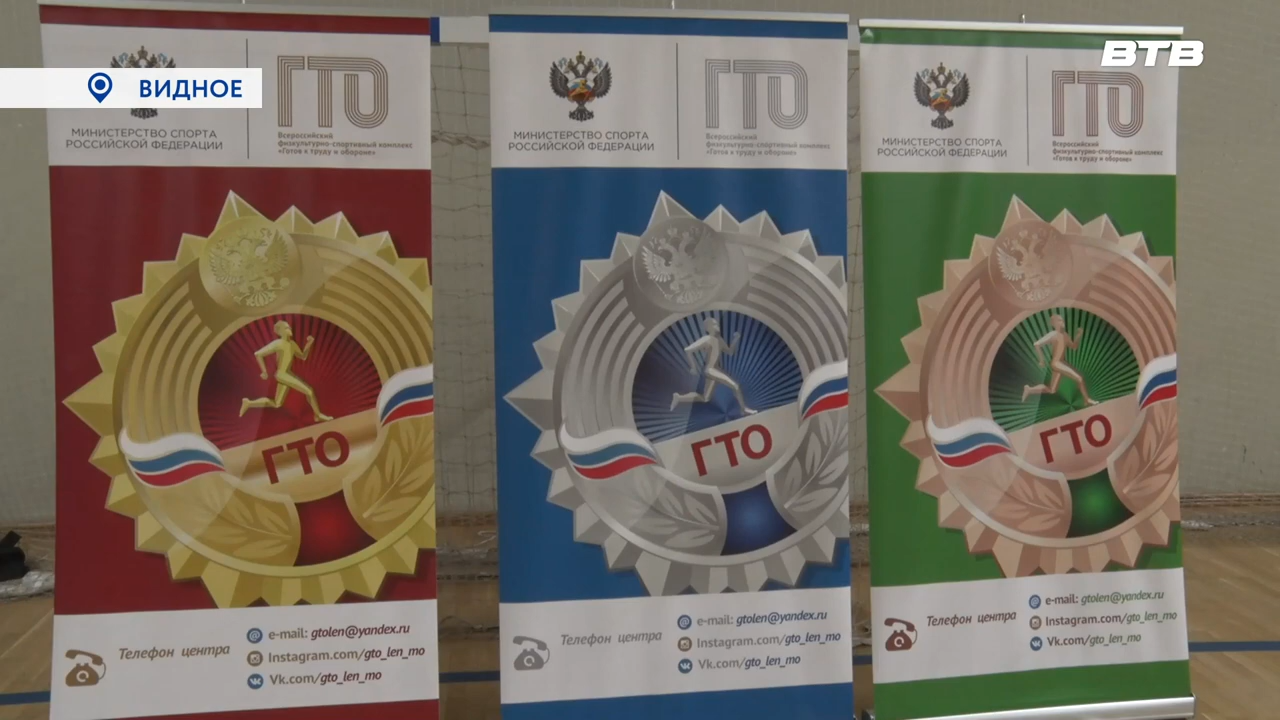 ВТВ
ВИДНОЕ
МИНИСТЕРСТВО СПОРТА
РОССИЙСКОЙ ФЕДЕРАЦИИ
ГТО
Всероссийский
физкультурно-спортивный комплекс
«Готов к труду и обороне»
ГТО
Телефон центра
e-mail: gtolen@yandex.ru
Instagram.com/gto_len_mo
Vk.com/gto_len_mo
МИНИСТЕРСТВО СПОРТА
РОССИЙСКОЙ ФЕДЕРАЦИИ
ГТО
Всероссийский
физкультурно-спортивный комплекс
«Готов к труду и обороне»
ГТО
Телефон центра
e-mail: gtolen@yandex.ru
Instagram.com/gto_len_mo
Vk.com/gto_len_mo
МИНИСТЕРСТВО СПОРТА
РОССИЙСКОЙ ФЕДЕРАЦИИ
ГТО
Всероссийский
физкультурно-спортивный комплекс
«Готов к труду и обороне»
ГТО
Телефон центра
e-mail: gtolen@yandex.ru
Instagram.com/gto_len_mo
Vk.com/gto_len_mo